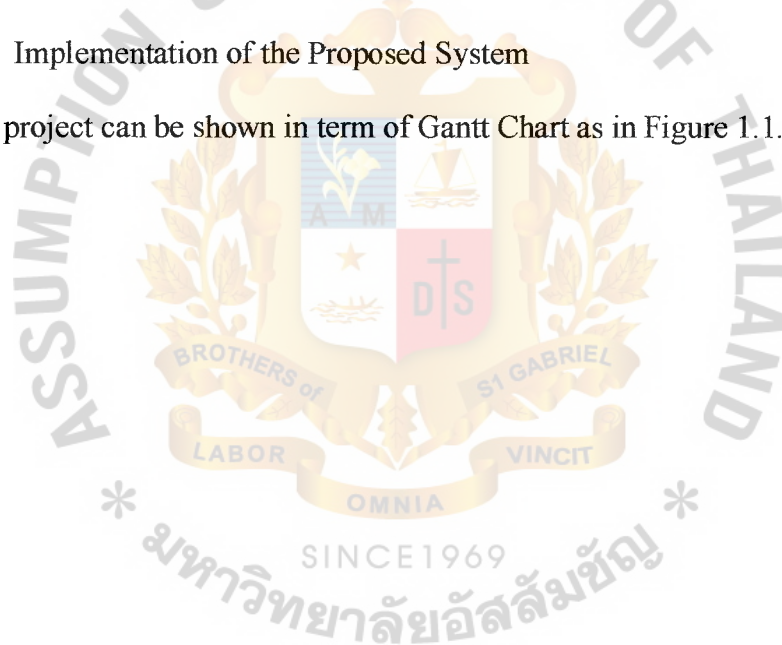 Implementation of the Proposed System
project can be shown in term of Gantt Chart as in Figure 1.1.
ASSUMPTION
OF
THAILAND
A M
D S
BROTHERS of
S1 GABRIEL
LABOR
VINCIT
OMNIA
* *
SINCE1969
มหาวิทยาลัยอัสสัมชัญ